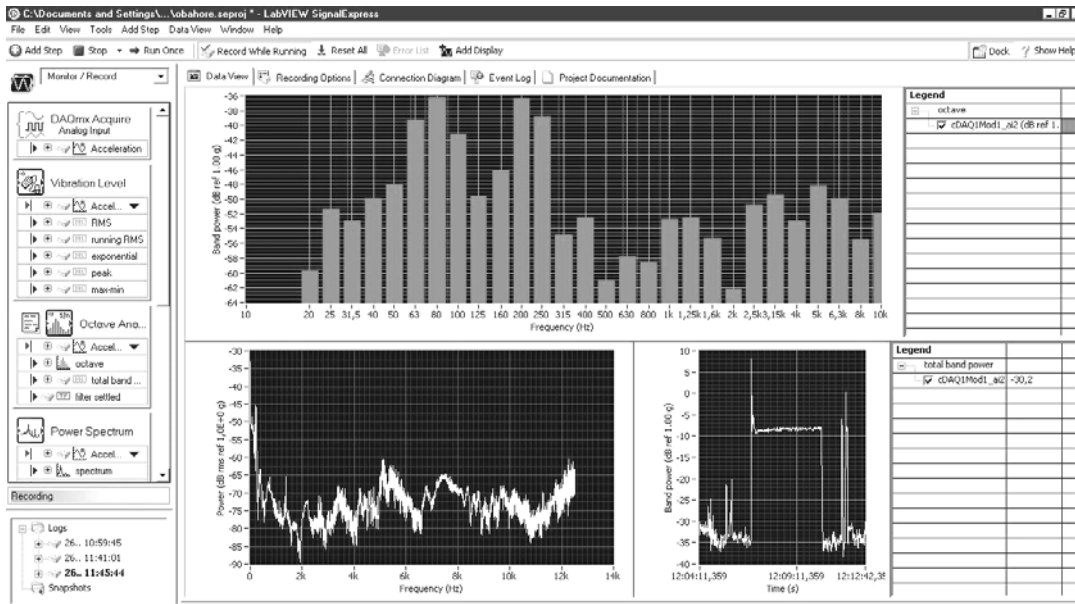 C:\Documents and Settings\...\obahore.seproj * - LabVIEW SignalExpress
File Edit View Tools Add Step Data View Window Help
Add Step Stop Run Once Record While Running Reset All Error List Add Display Dock Show Help
Monitor / Record
Data View Recording Options Connection Diagram Event Log Project Documentation
DAQmx Acquire
Analog Input
Acceleration
Vibration Level
Accel...
RMS
running RMS
exponential
peak
max-min
Octave Ana...
Accel...
octave
total band ...
filter settled
Power Spectrum
Accel...
spectrum
Recording
Logs
26.. 10:59:45
26.. 11:41:01
26.. 11:45:44
Snapshots
Band power (dB ref 1.00 g)
-36
-38
-40
-42
-44
-46
-48
-50
-52
-54
-56
-58
-60
-62
-64
10 20 25 31,5 40 50 63 80 100 125 160 200 250 315 400 500 630 800 1k 1,25k 1,6k 2k 2,5k 3,15k 4k 5k 6,3k 8k 10k
Frequency (Hz)
Legend
octave
cDAQ1Mod1_ai2 (dB ref 1.
Power (dB rms ref 1,0E+0 g)
-30
-35
-40
-45
-50
-55
-60
-65
-70
-75
-80
-85
-90
0 2k 4k 6k 8k 10k 12k 14k
Frequency (Hz)
Band power (dB ref 1.00 g)
10
5
0
-5
-10
-15
-20
-25
-30
-35
-40
12:04:11,359 12:09:11,359 12:12:42,35
Time (s)
Legend
total band power
cDAQ1Mod1_ai2 -30,2